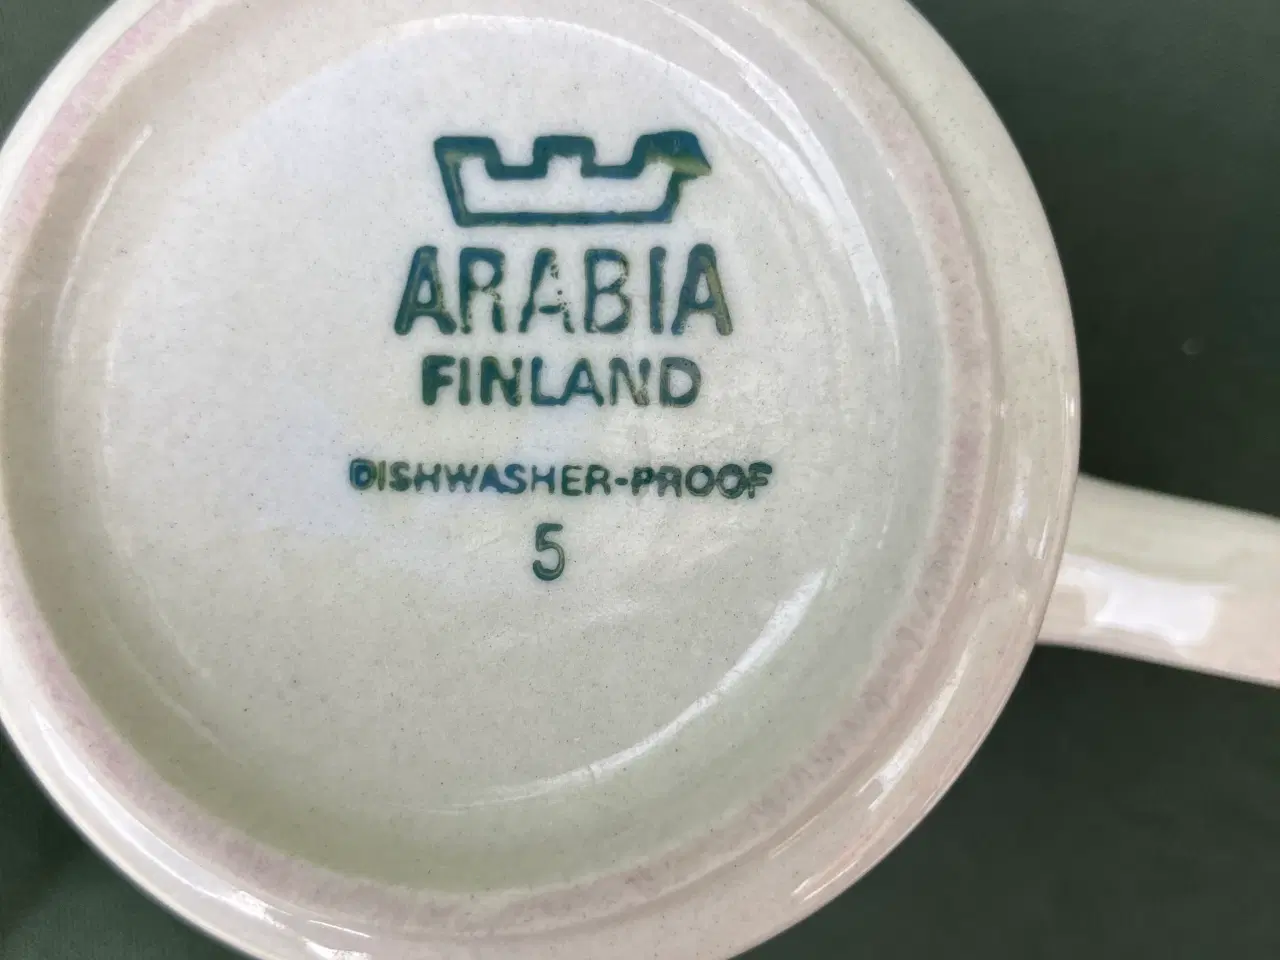 ARABIA
FINLAND
DISHWASHER-PROOF
5